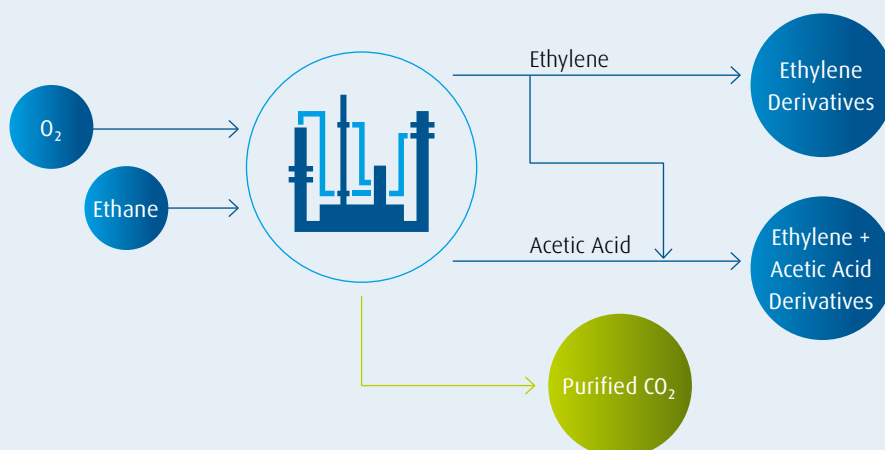 Ethylene
Ethylene
Derivatives
O₂
Ethane
Acetic Acid
Ethylene +
Acetic Acid
Derivatives
Purified CO₂